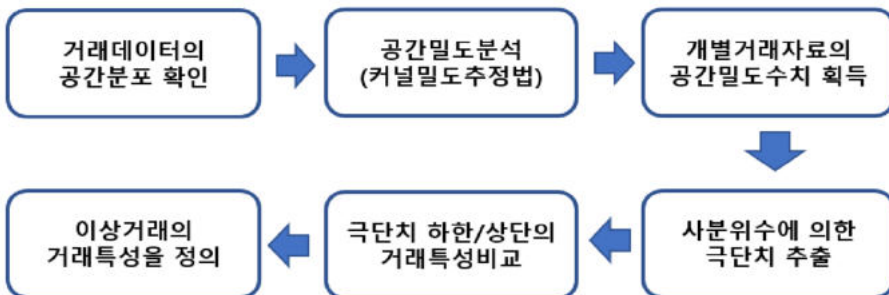 거래데이터의
공간분포 확인
공간밀도분석
(커널밀도추정법)
개별거래자료의
공간밀도수치 획득
사분위수에 의한
극단치 추출
극단치 하한/상단의
거래특성비교
이상거래의
거래특성을 정의